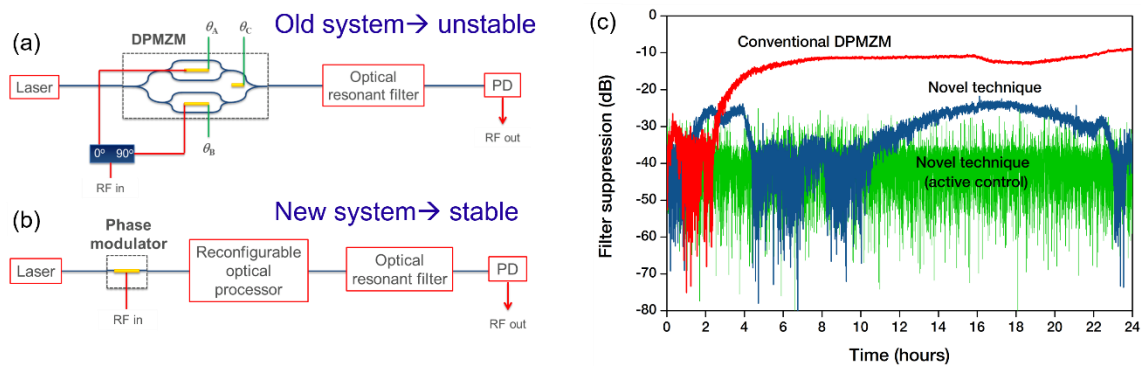 (a)
Old system→ unstable
DPMZM
θA
θC
Laser
Optical
resonant filter
PD
RF out
θB
0º 90º
RF in
(b)
New system→ stable
Phase
modulator
Laser
Reconfigurable
optical
processor
Optical
resonant filter
PD
RF in
RF out
(c)
Filter suppression (dB)
-10
-10
-20
-30
-40
-50
-60
-70
-80
Conventional DPMZM
Novel technique
Novel technique
(active control)
0 2 4 6 8 10 12 14 16 18 20 22 24
Time (hours)